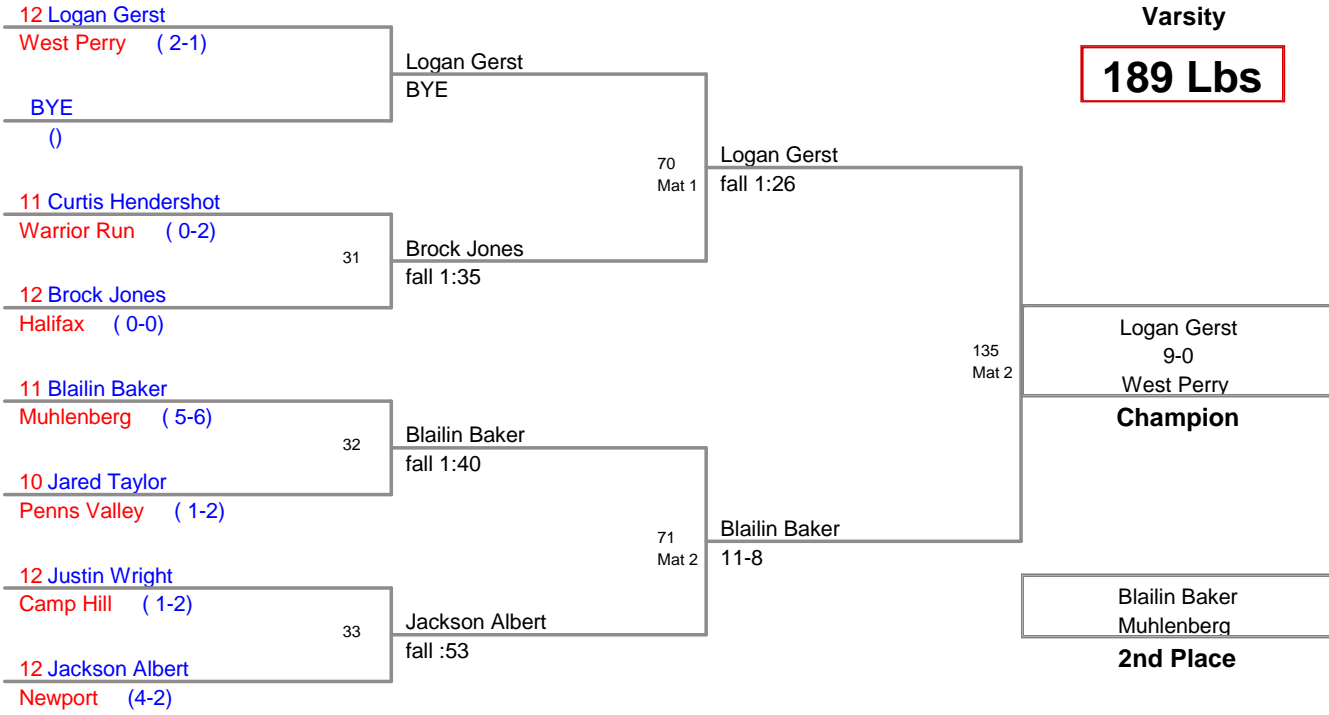 12 Logan Gerst
West Perry ( 2-1)
BYE
()
11 Curtis Hendershot
Warrior Run ( 0-2)
12 Brock Jones
Halifax ( 0-0)
11 Blailin Baker
Muhlenberg ( 5-6)
10 Jared Taylor
Penns Valley ( 1-2)
12 Justin Wright
Camp Hill ( 1-2)
12 Jackson Albert
Newport (4-2)
31
32
33
Logan Gerst
BYE
Brock Jones
fall 1:35
Blailin Baker
fall 1:40
Jackson Albert
fall :53
70
Mat 1
71
Mat 2
Logan Gerst
fall 1:26
Blailin Baker
11-8
135
Mat 2
Varsity
189 Lbs
Logan Gerst
9-0
West Perry
Champion
Blailin Baker
Muhlenberg
2nd Place